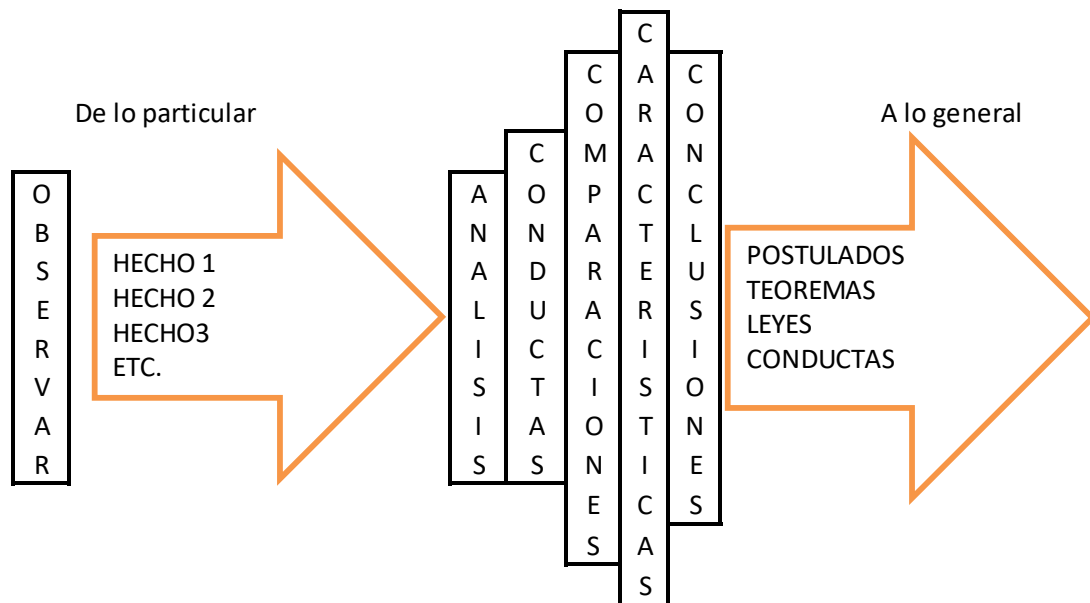 De lo particular
A lo general
OBSERVAR
HECHO 1
HECHO 2
HECHO3
ETC.
ANALISIS
CONDUCTAS
COMPARACIONES
CARACTERISTICAS
CONCLUSIONES
POSTULADOS
TEOREMAS
LEYES
CONDUCTAS